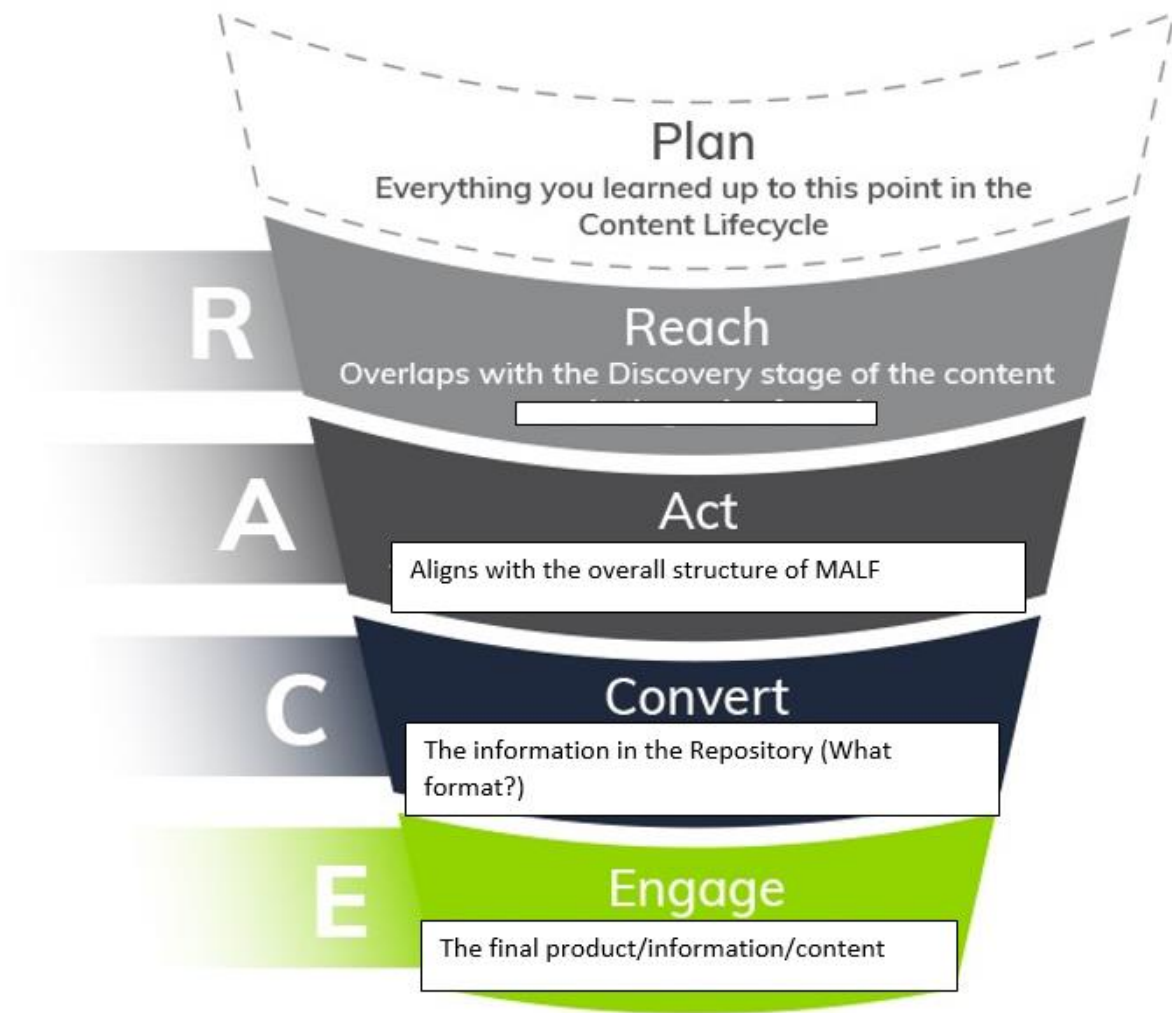 Plan
Everything you learned up to this point in the
Content Lifecycle
R
Reach
Overlaps with the Discovery stage of the content
A
Act
Aligns with the overall structure of MALF
C
Convert
The information in the Repository (What
format?)
E
Engage
The final product/information/content